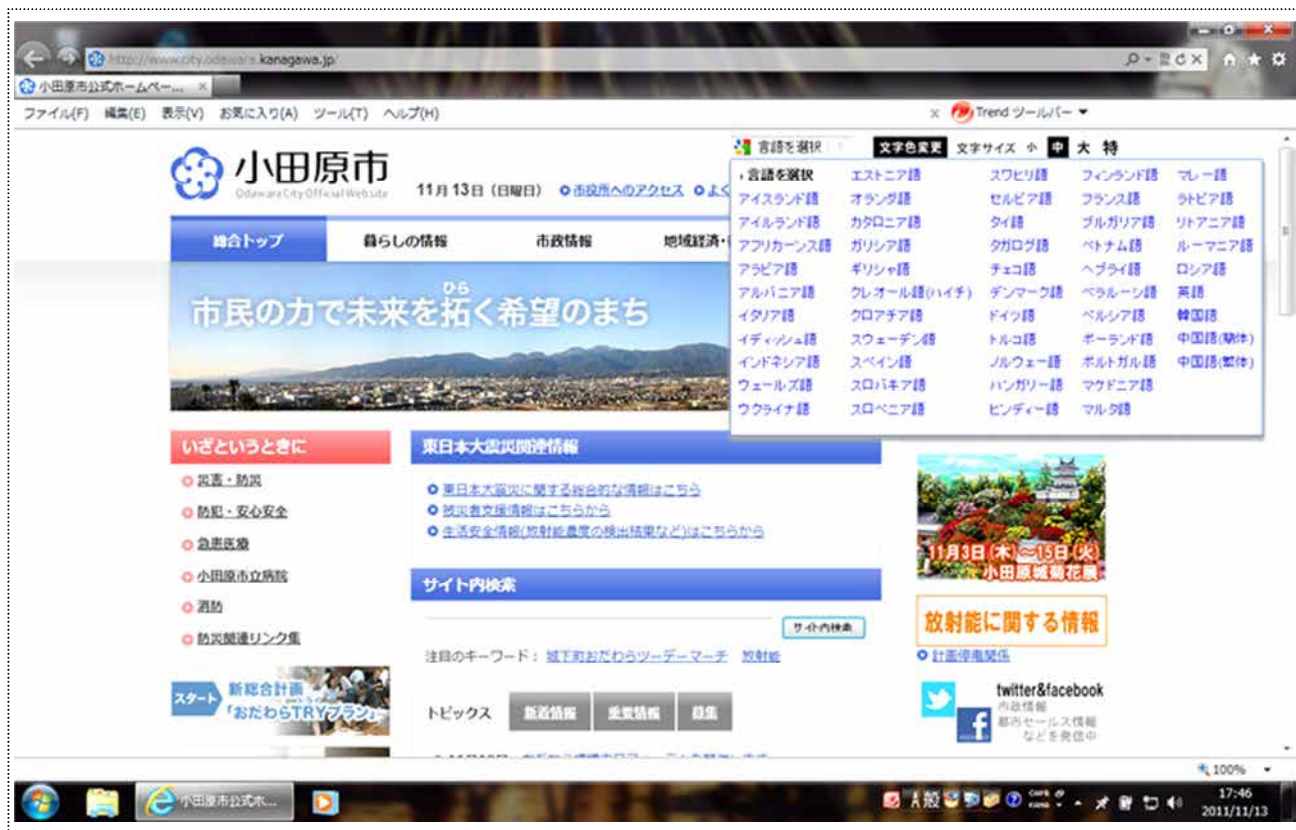 http://www.city.odawara.kanagawa.jp/
小田原市公式ホームペー...
ファイル(F) 編集(E) 表示(V) お気に入り(A) ツール(T) ヘルプ(H)
Trend ツールバー
小田原市
Odawara City Official Website
11月13日(日曜日) 市役所へのアクセス よく
言語を選択
文字色変更 文字サイズ 小 中 大 特
総合トップ 暮らしの情報 市政情報 地域経済・
›言語を選択 エストニア語 スワヒリ語 フィンランド語 マレー語
アイスランド語 オランダ語 セルビア語 フランス語 ラトビア語
アイルランド語 カタロニア語 タイ語 ブルガリア語 リトアニア語
アフリカーンス語 ガリシア語 タガログ語 ベトナム語 ルーマニア語
アラビア語 ギリシャ語 チェコ語 ヘブライ語 ロシア語
アルバニア語 クレオール語(ハイチ) デンマーク語 ベラルーシ語 英語
イタリア語 クロアチア語 ドイツ語 ペルシア語 韓国語
イディッシュ語 スウェーデン語 トルコ語 ポーランド語 中国語(簡体)
インドネシア語 スペイン語 ノルウェー語 ポルトガル語 中国語(繁体)
ウェールズ語 スロバキア語 ハンガリー語 マケドニア語
ウクライナ語 スロベニア語 ヒンディー語 マルタ語
ひら
市民の力で未来を拓く希望のまち
いざというときに
災害・防災
防犯・安心安全
急患医療
小田原市立病院
消防
防災関連リンク集
スタート 新総合計画
「おだわらTRYプラン」
東日本大震災関連情報
東日本大震災に関する総合的な情報はこちら
被災者支援情報はこちらから
生活安全情報(放射能濃度の検出結果など)はこちらから
サイト内検索
サイト内検索
注目のキーワード: 城下町おだわらツーデーマーチ 放射能
トピックス 新着情報 重要情報 募集
11月3日(木)~15日(火)
小田原城菊花展
放射能に関する情報
計画停電関係
twitter&facebook
市政情報
都市セールス情報
などを発信中
100%
小田原市公式ホ...
A 般
CAPS
KANA
17:46
2011/11/13